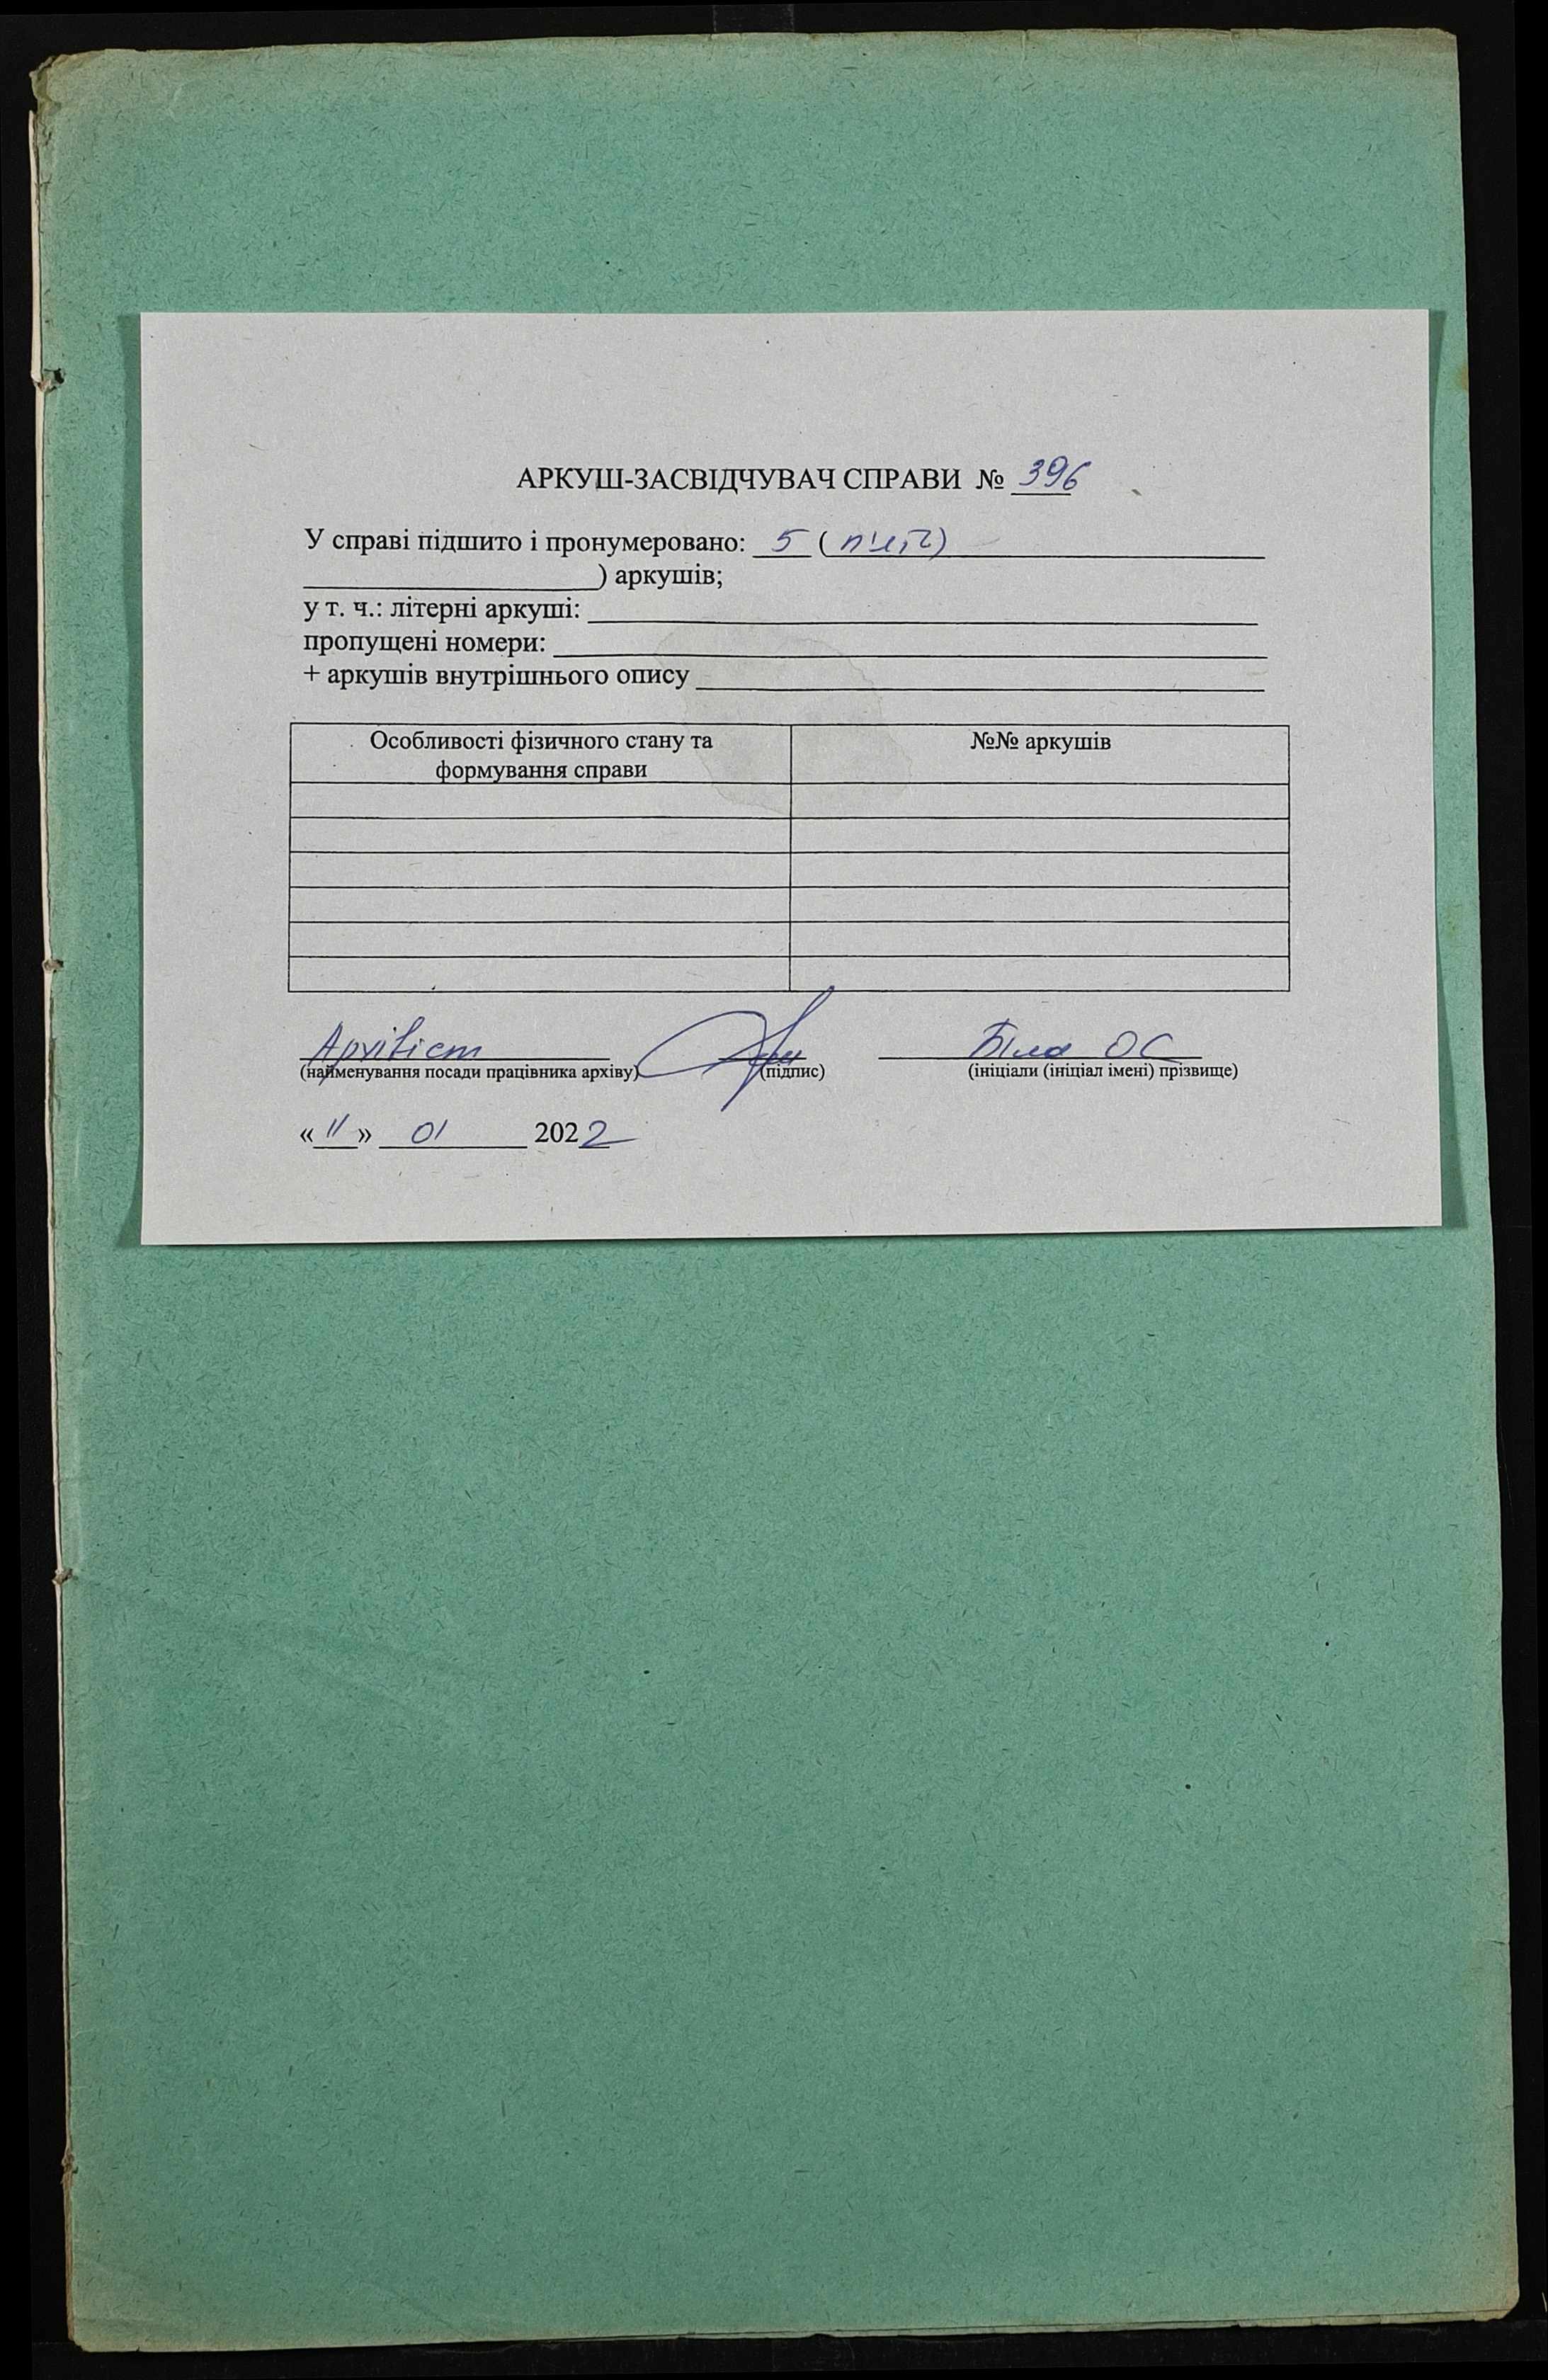 АРКУШ-ЗАСВІДЧУВАЧ СПРАВИ № 396
У справі підшито і пронумеровано: 5 ( п'ять)
) аркушів;
у т. ч.: літерні аркуші:
пропущені номери:
+ аркушів внутрішнього опису
Особливості фізичного стану та №№ аркушів
формування справи
Архівіст Біла ОС
(найменування посади працівника архіву) (підпис) (ініціали (ініціал імені) прізвище)
«11» 01 2022